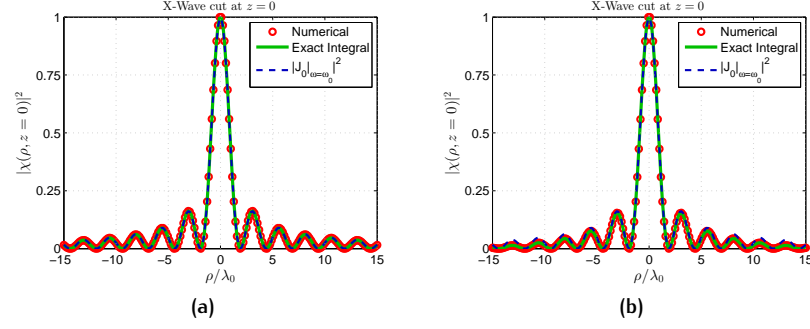 X-Wave cut at z = 0
|χ(ρ, z = 0)|²
1
0.75
0.5
0.25
0
Numerical
Exact Integral
|J₀|ω=ω₀|²
−15 −10 −5 0 5 10 15
ρ/λ₀
(a)
X-Wave cut at z = 0
|χ(ρ, z = 0)|²
1
0.75
0.5
0.25
0
Numerical
Exact Integral
|J₀|ω=ω₀|²
−15 −10 −5 0 5 10 15
ρ/λ₀
(b)